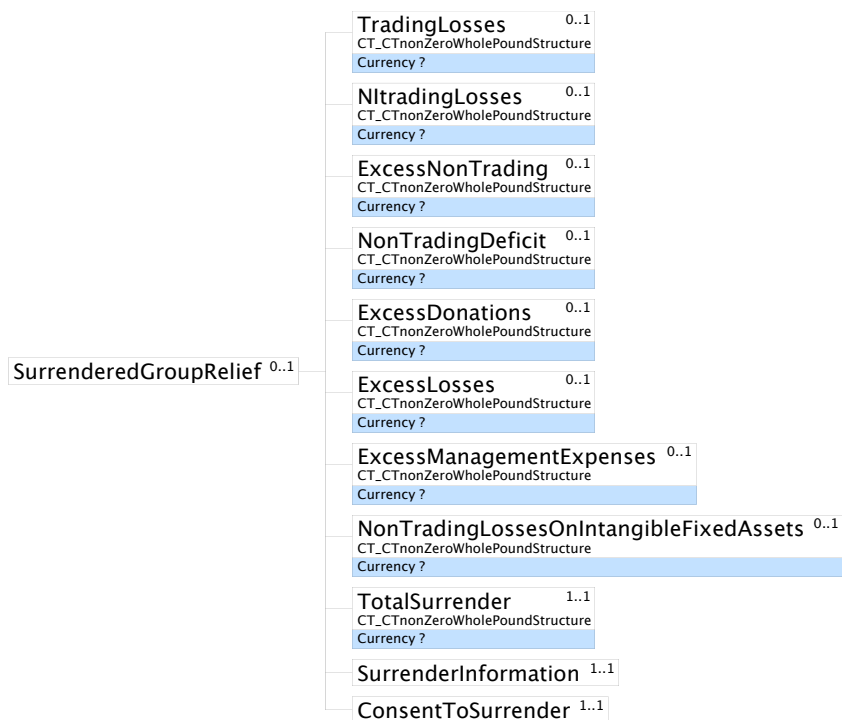 TradingLosses 0..1
CT_CTnonZeroWholePoundStructure
Currency ?
NItradingLosses 0..1
CT_CTnonZeroWholePoundStructure
Currency ?
ExcessNonTrading 0..1
CT_CTnonZeroWholePoundStructure
Currency ?
NonTradingDeficit 0..1
CT_CTnonZeroWholePoundStructure
Currency ?
ExcessDonations 0..1
CT_CTnonZeroWholePoundStructure
Currency ?
SurrenderedGroupRelief 0..1
ExcessLosses 0..1
CT_CTnonZeroWholePoundStructure
Currency ?
ExcessManagementExpenses 0..1
CT_CTnonZeroWholePoundStructure
Currency ?
NonTradingLossesOnIntangibleFixedAssets 0..1
CT_CTnonZeroWholePoundStructure
Currency ?
TotalSurrender 1..1
CT_CTnonZeroWholePoundStructure
Currency ?
SurrenderInformation 1..1
ConsentToSurrender 1..1